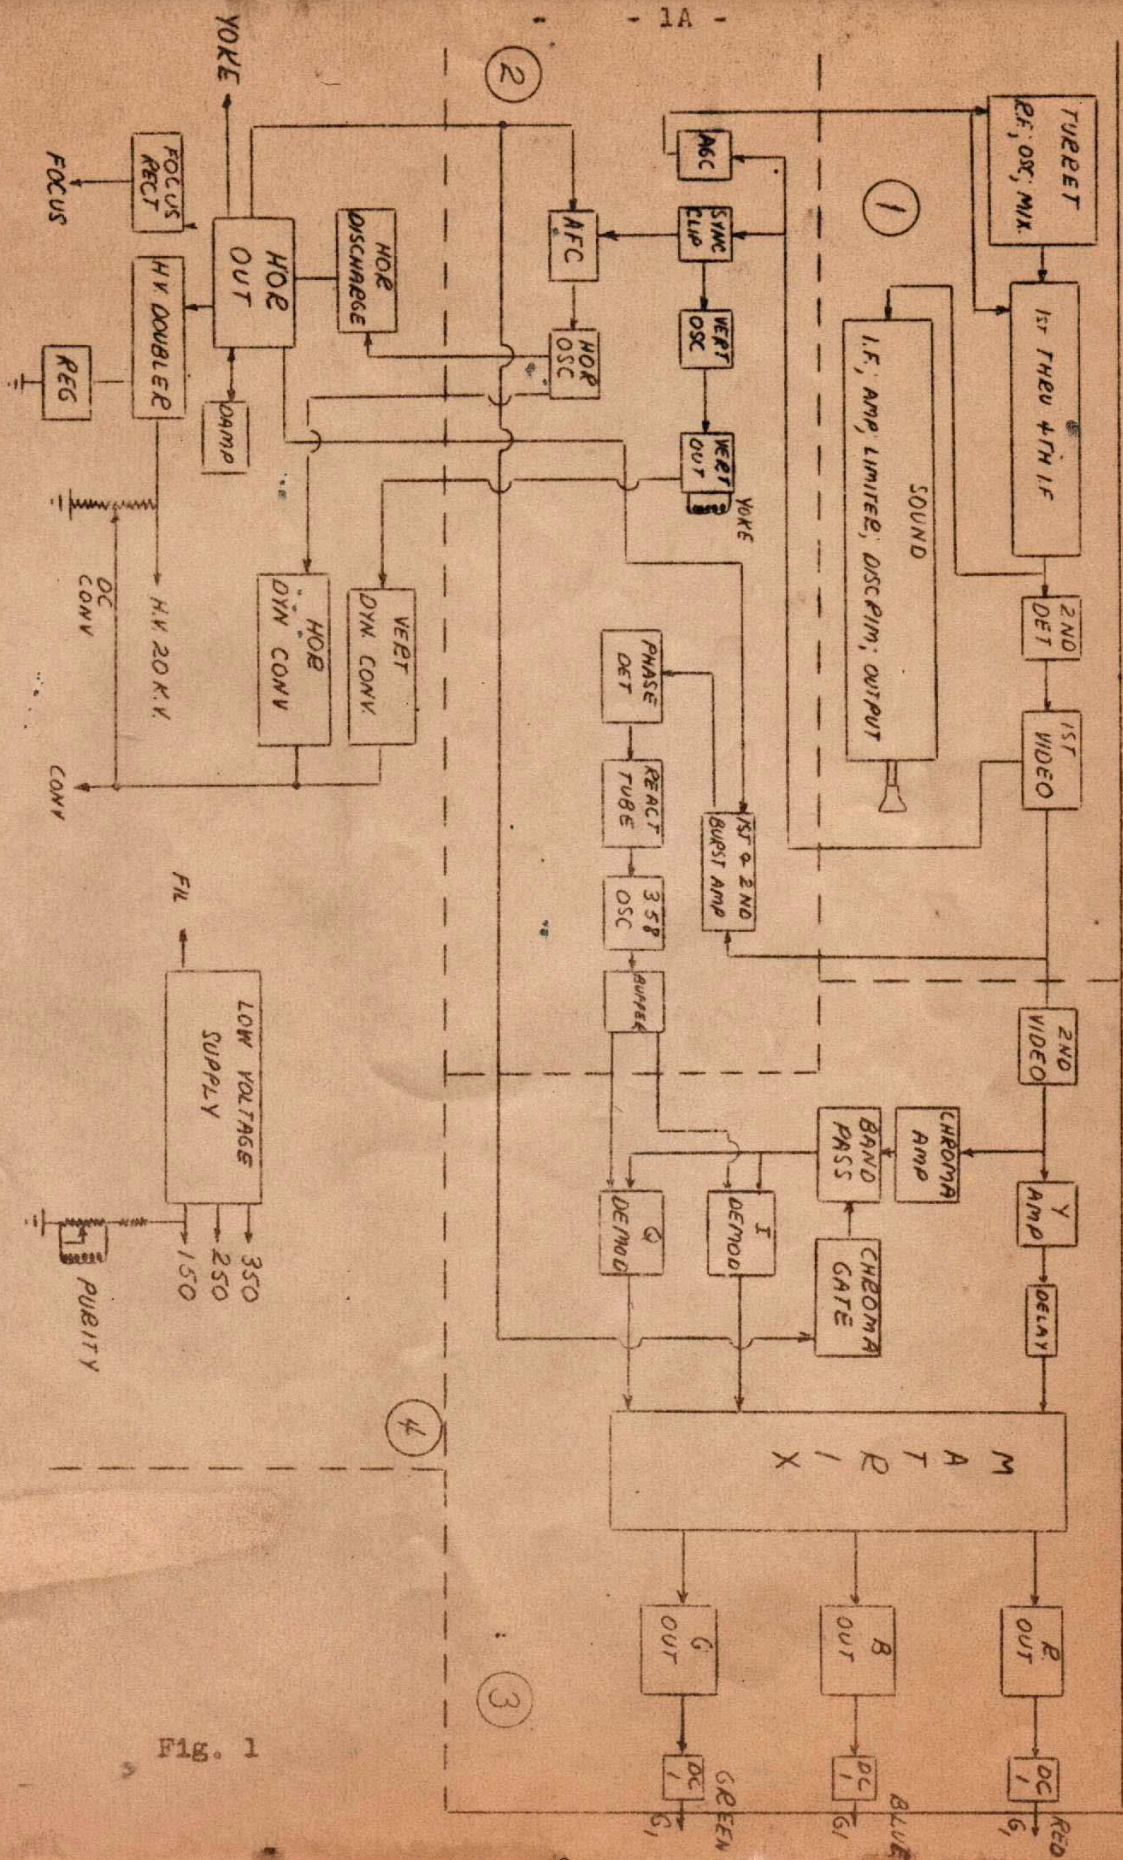 - 1A -
TURRET
R.F.; OSC; MIX
1ST THRU 4TH I.F
2ND
DET
1ST
VIDEO
2ND
VIDEO
Y
AMP
DELAY
1
SOUND
I.F.; AMP; LIMITER; DISCRIM; OUTPUT
CHROMA
AMP
BAND
PASS
CHROMA
GATE
M A T R I X
R
OUT
DC
1
RED
G1
B
OUT
DC
1
BLUE
G1
G
OUT
DC
1
GREEN
G1
3
2
AGC
SYNC
CLIP
VERT
OSC
VERT
OUT
YOKE
AFC
HOR
OSC
1ST & 2ND
BURST AMP
PHASE
DET
REACT
TUBE
3.58
OSC
BUFFER
I
DEMOD
Q
DEMOD
YOKE
HOR
DISCHARGE
HOR
OUT
FOCUS
RECT
FOCUS
H.V. DOUBLER
REG
DAMP
VERT
DYN. CONV.
HOR
DYN CONV
H.V. 20 K.V.
DC
CONV
CONV
LOW VOLTAGE
SUPPLY
FIL
350
250
150
PURITY
4
Fig. 1